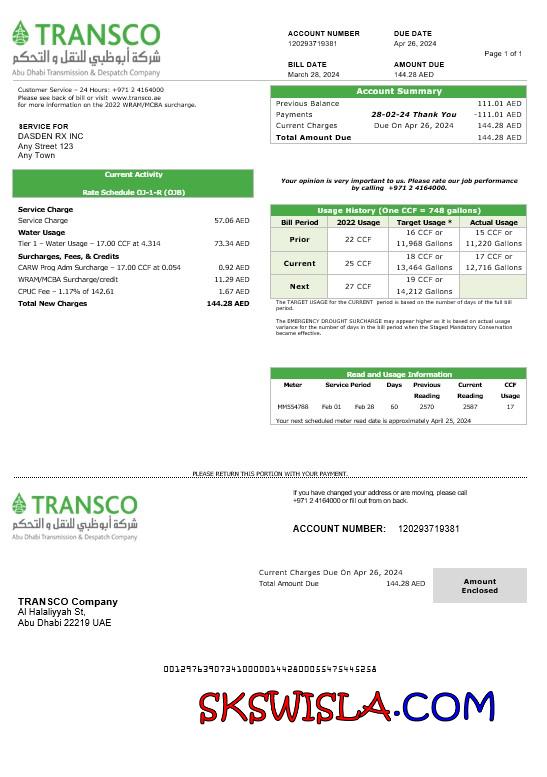 TRANSCO
شركة أبوظبي للنقل و التحكم
Abu Dhabi Transmission & Despatch Company
ACCOUNT NUMBER DUE DATE
120293719381 Apr 26, 2024
Page 1 of 1
BILL DATE AMOUNT DUE
March 28, 2024 144.28 AED
Customer Service – 24 Hours: +971 2 4164000
Please see back of bill or visit www.transco.ae
for more information on the 2022 WRAM/MCBA surcharge.
SERVICE FOR
DASDEN RX INC
Any Street 123
Any Town
Account Summary
Previous Balance 111.01 AED
Payments 28-02-24 Thank You -111.01 AED
Current Charges Due On Apr 26, 2024 144.28 AED
Total Amount Due 144.28 AED
Current Activity
Rate Schedule OJ-1-R (OJB)
Service Charge
Service Charge 57.06 AED
Water Usage
Tier 1 – Water Usage – 17.00 CCF at 4.314 73.34 AED
Surcharges, Fees, & Credits
CARW Prog Adm Surcharge – 17.00 CCF at 0.054 0.92 AED
WRAM/MCBA Surcharge/credit 11.29 AED
CPUC Fee – 1.17% of 142.61 1.67 AED
Total New Charges 144.28 AED
Your opinion is very important to us. Please rate our job performance
by calling +971 2 4164000.
Usage History (One CCF = 748 gallons)
Bill Period 2022 Usage Target Usage * Actual Usage
Prior 22 CCF 16 CCF or 11,968 Gallons 15 CCF or 11,220 Gallons
Current 25 CCF 18 CCF or 13,464 Gallons 17 CCF or 12,716 Gallons
Next 27 CCF 19 CCF or 14,212 Gallons
The TARGET USAGE for the CURRENT period is based on the number of days of the full bill
period.
The EMERGENCY DROUGHT SURCHARGE may appear higher as it is based on actual usage
variance for the number of days in the bill period when the Staged Mandatory Conservation
became effective.
Read and Usage Information
Meter Service Period Days Previous Reading Current Reading CCF Usage
MM554788 Feb 01 Feb 28 60 2570 2587 17
Your next scheduled meter read date is approximately April 25, 2024
PLEASE RETURN THIS PORTION WITH YOUR PAYMENT.
TRANSCO
شركة أبوظبي للنقل و التحكم
Abu Dhabi Transmission & Despatch Company
If you have changed your address or are moving, please call
+971 2 4164000 or fill out from on back.
ACCOUNT NUMBER: 120293719381
Current Charges Due On Apr 26, 2024
Total Amount Due 144.28 AED
Amount
Enclosed
TRANSCO Company
Al Halaliyyah St,
Abu Dhabi 22219 UAE
SKSWISLA.COM